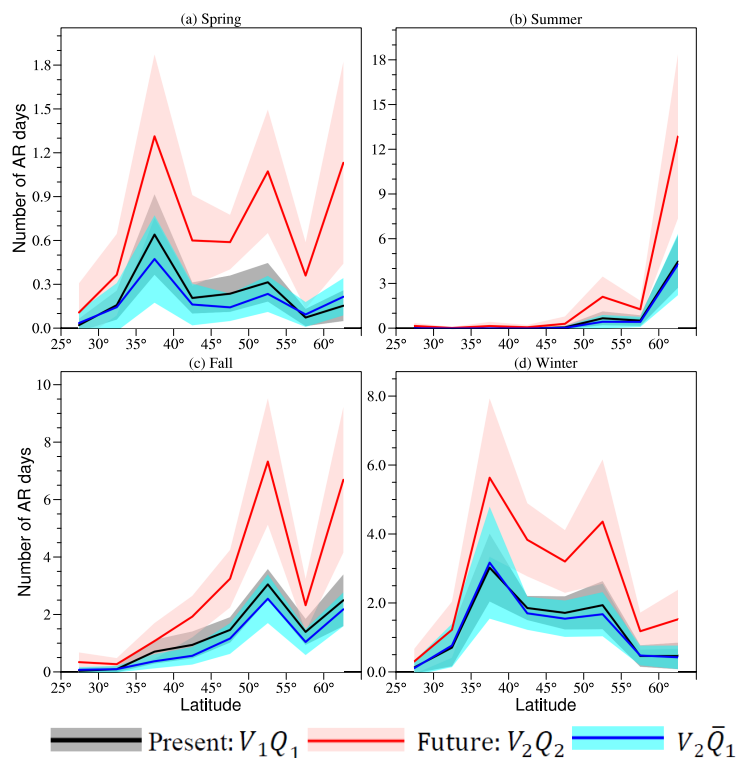 (a) Spring
(b) Summer
Number of AR days
1.8
1.5
1.2
0.9
0.6
0.3
0.0
18
15
12
9
6
3
0
25° 30° 35° 40° 45° 50° 55° 60°
25° 30° 35° 40° 45° 50° 55° 60°
(c) Fall
(d) Winter
Number of AR days
10
8
6
4
2
0
8.0
6.0
4.0
2.0
0.0
25° 30° 35° 40° 45° 50° 55° 60°
25° 30° 35° 40° 45° 50° 55° 60°
Latitude
Latitude
Present: V₁Q₁ Future: V₂Q₂ V₂Q̄₁